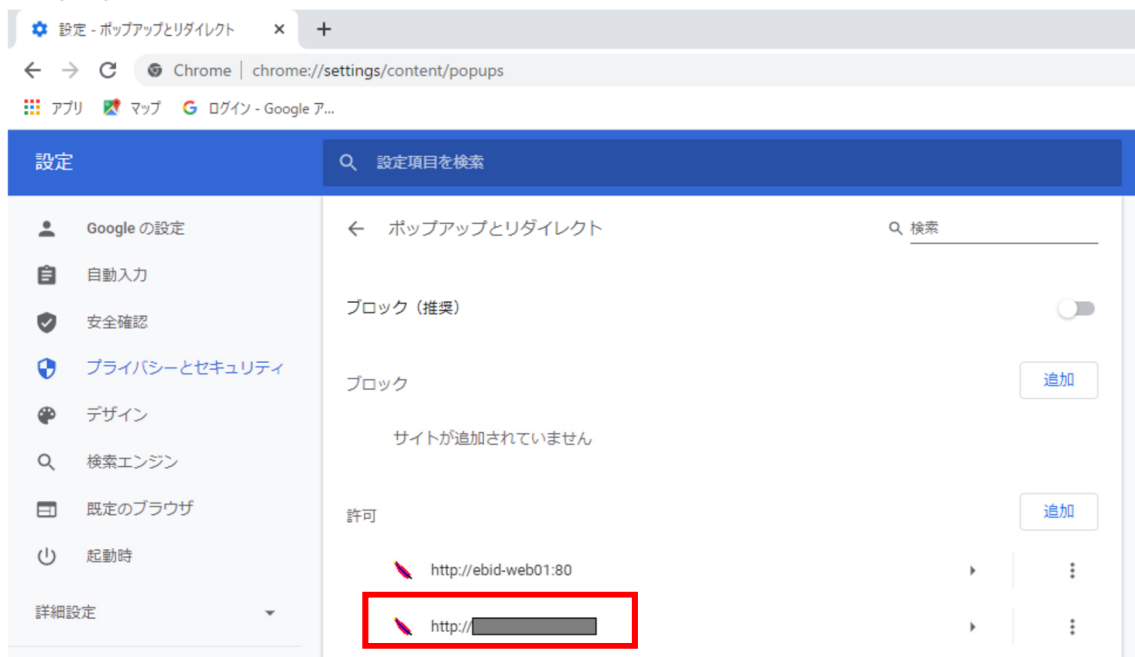 設定 - ポップアップとリダイレクト
Chrome | chrome://settings/content/popups
アプリ マップ G ログイン - Google ア...
設定
設定項目を検索
Google の設定
ポップアップとリダイレクト
検索
自動入力
ブロック（推奨）
安全確認
プライバシーとセキュリティ
ブロック
追加
デザイン
サイトが追加されていません
検索エンジン
既定のブラウザ
許可
追加
起動時
http://ebid-web01:80
詳細設定
http://